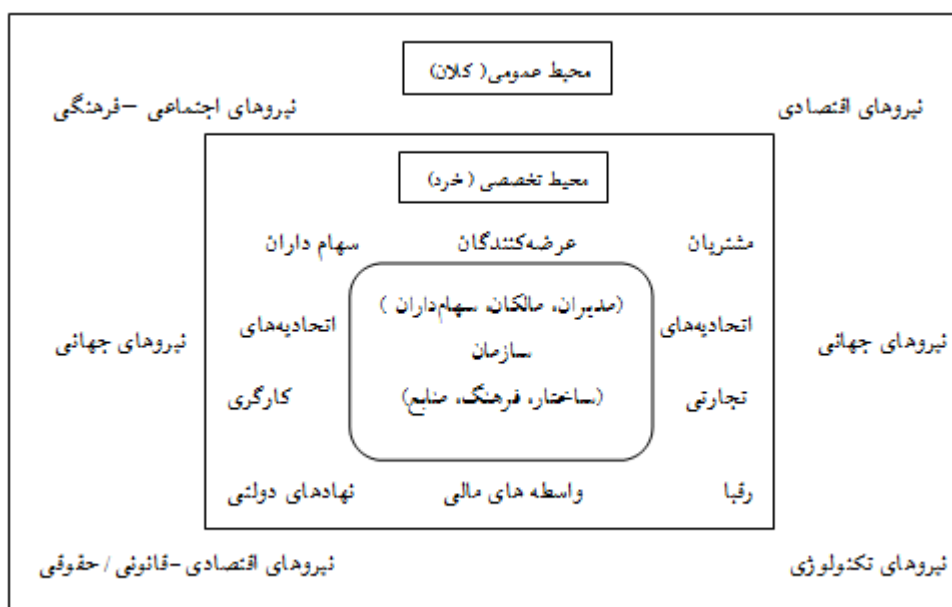 محیط عمومی( کلان)
نیروهای اقتصادی
نیروهای اجتماعی –فرهنگی
محیط تخصصی ( خرد)
مشتریان
عرضه‌کنندگان
سهام داران
(مدیران، مالکان، سهام‌داران )
سازمان
(ساختار، فرهنگ، منابع)
اتحادیه‌های
تجارتی
اتحادیه‌های
کارگری
نیروهای جهانی
نیروهای جهانی
رقبا
واسطه های مالی
نهادهای دولتی
نیروهای تکنولوژی
نیروهای اقتصادی -قانونی / حقوقی